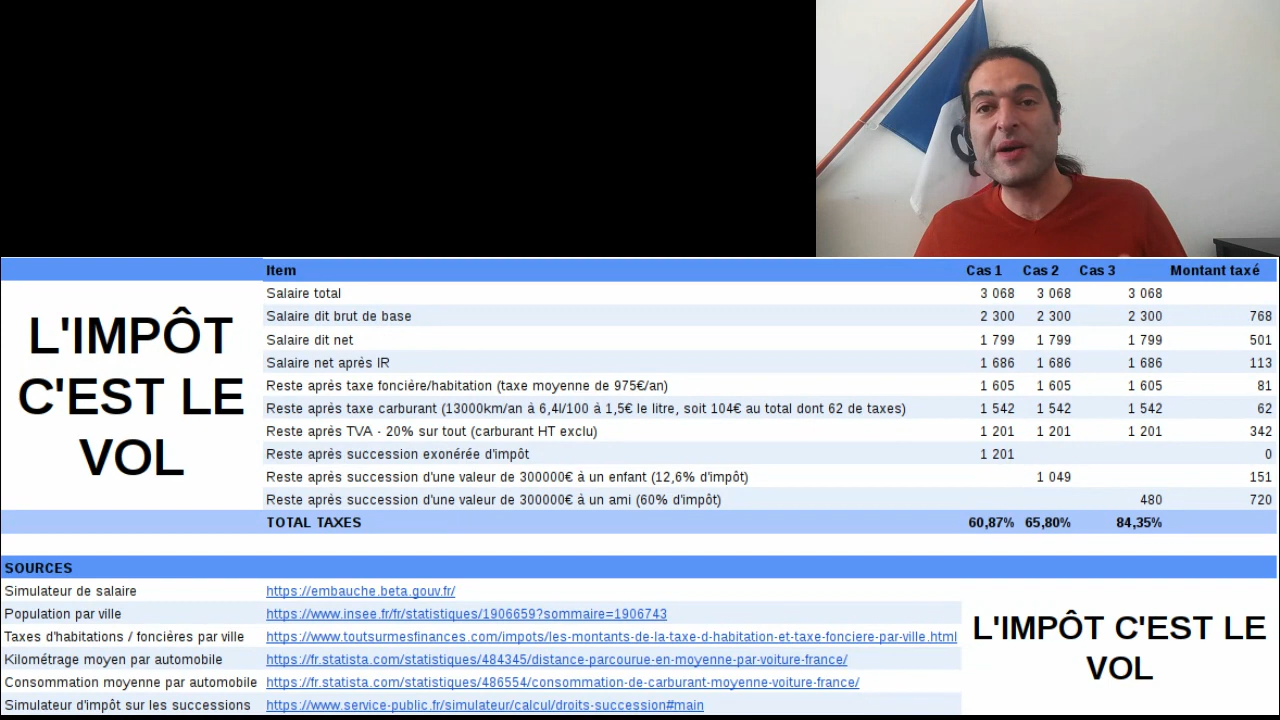 Item Cas 1 Cas 2 Cas 3 Montant taxé
L'IMPÔT
C'EST LE
VOL
Salaire total 3 068 3 068 3 068
Salaire dit brut de base 2 300 2 300 2 300 768
Salaire dit net 1 799 1 799 1 799 501
Salaire net après IR 1 686 1 686 1 686 113
Reste après taxe foncière/habitation (taxe moyenne de 975€/an) 1 605 1 605 1 605 81
Reste après taxe carburant (13000km/an à 6,4l/100 à 1,5€ le litre, soit 104€ au total dont 62 de taxes) 1 542 1 542 1 542 62
Reste après TVA - 20% sur tout (carburant HT exclu) 1 201 1 201 1 201 342
Reste après succession exonérée d'impôt 1 201 0
Reste après succession d'une valeur de 300000€ à un enfant (12,6% d'impôt) 1 049 151
Reste après succession d'une valeur de 300000€ à un ami (60% d'impôt) 480 720
TOTAL TAXES 60,87% 65,80% 84,35%
SOURCES
Simulateur de salaire https://embauche.beta.gouv.fr/
Population par ville https://www.insee.fr/fr/statistiques/1906659?sommaire=1906743
Taxes d'habitations / foncières par ville https://www.toutsurmesfinances.com/impots/les-montants-de-la-taxe-d-habitation-et-taxe-fonciere-par-ville.html
Kilométrage moyen par automobile https://fr.statista.com/statistiques/484345/distance-parcourue-en-moyenne-par-voiture-france/
Consommation moyenne par automobile https://fr.statista.com/statistiques/486554/consommation-de-carburant-moyenne-voiture-france/
Simulateur d'impôt sur les successions https://www.service-public.fr/simulateur/calcul/droits-succession#main
L'IMPÔT C'EST LE
VOL